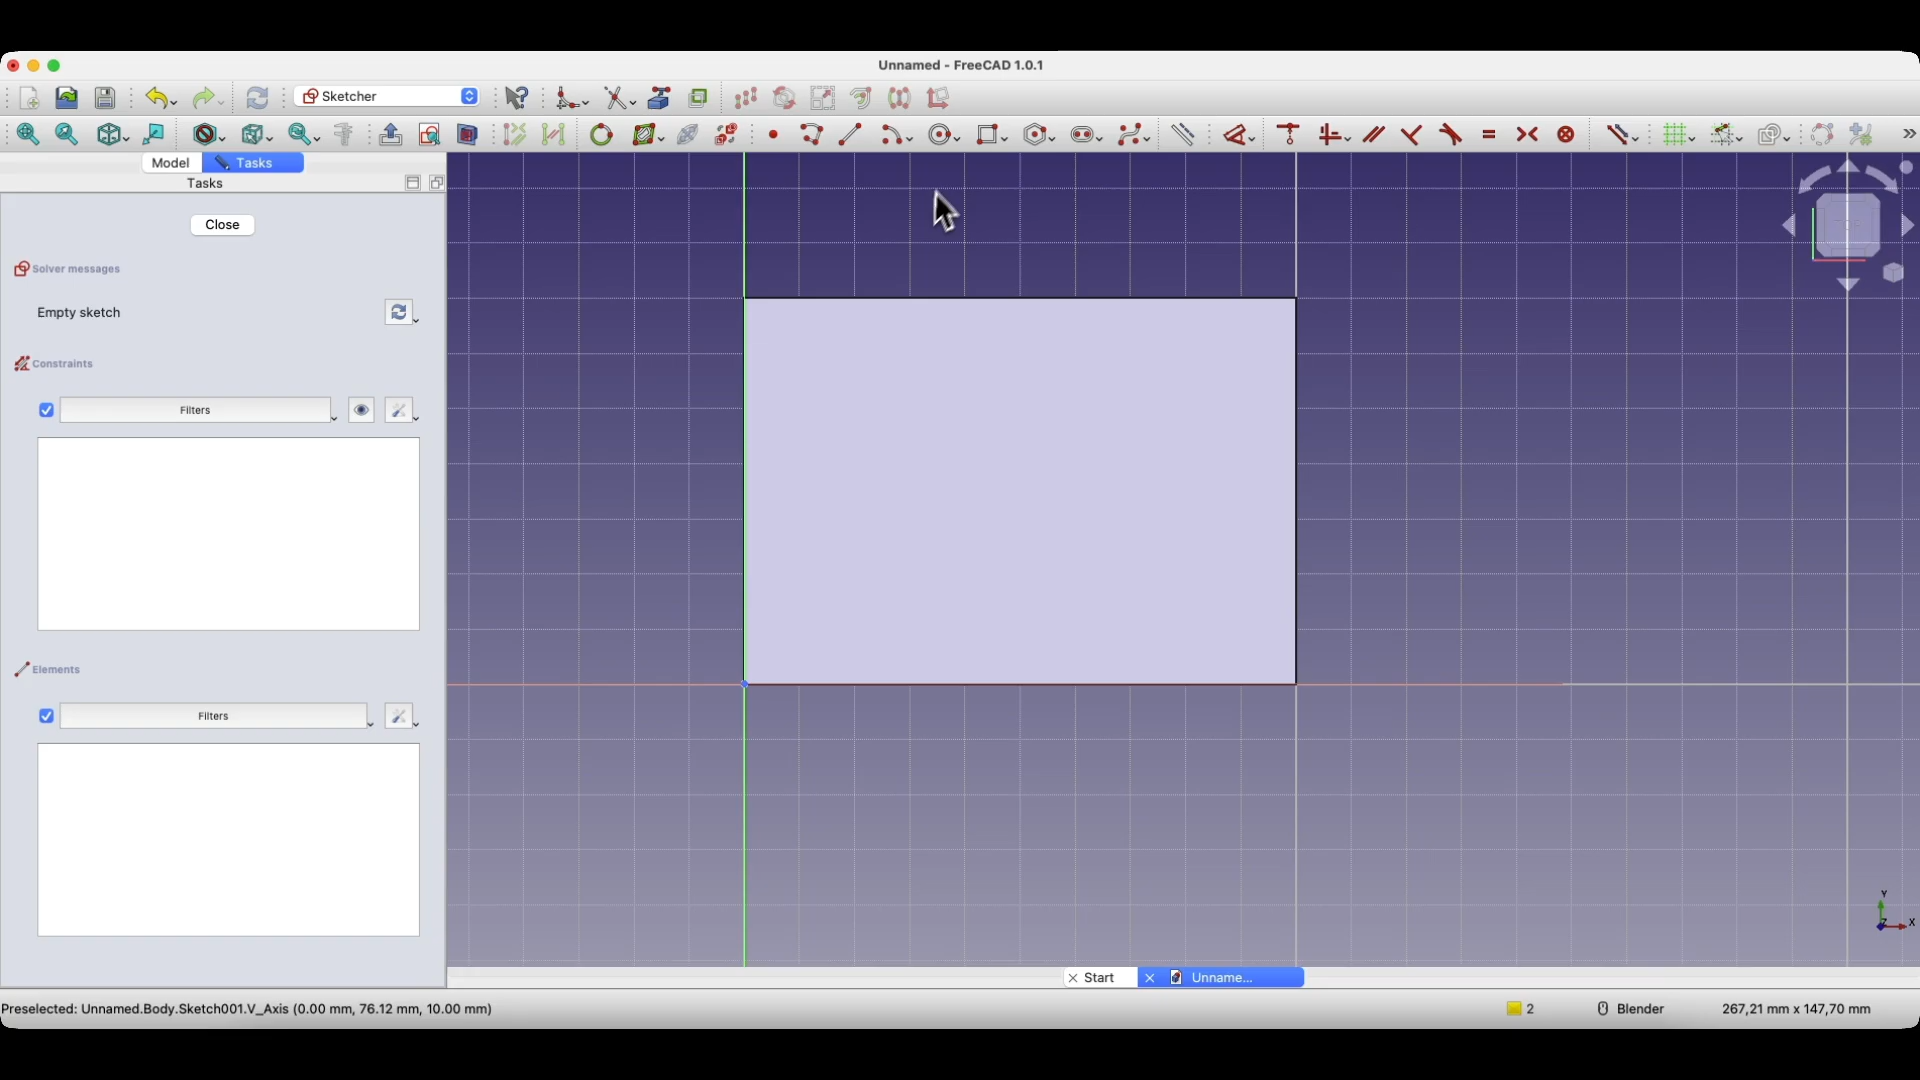 Unnamed - FreeCAD 1.0.1
Sketcher
Model
Tasks
Tasks
Close
Solver messages
Empty sketch
Constraints
Filters
Elements
Filters
Y
Z
X
Start
Unname...
Preselected: Unnamed.Body.Sketch001.V_Axis (0.00 mm, 76.12 mm, 10.00 mm)
2
Blender
267,21 mm x 147,70 mm